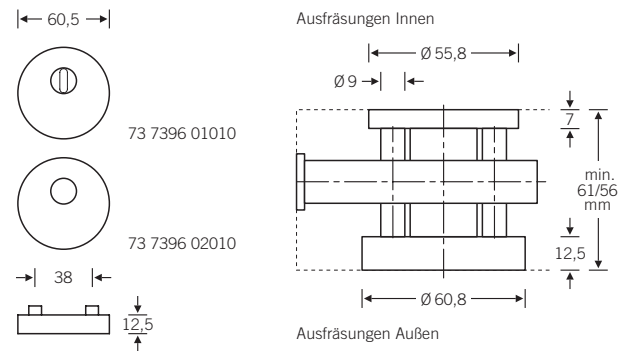 60,5
73 7396 01010
73 7396 02010
38
12,5
Ausfräsungen Innen
Ø 55,8
Ø 9
7
min.
61/56
mm
12,5
Ø 60,8
Ausfräsungen Außen